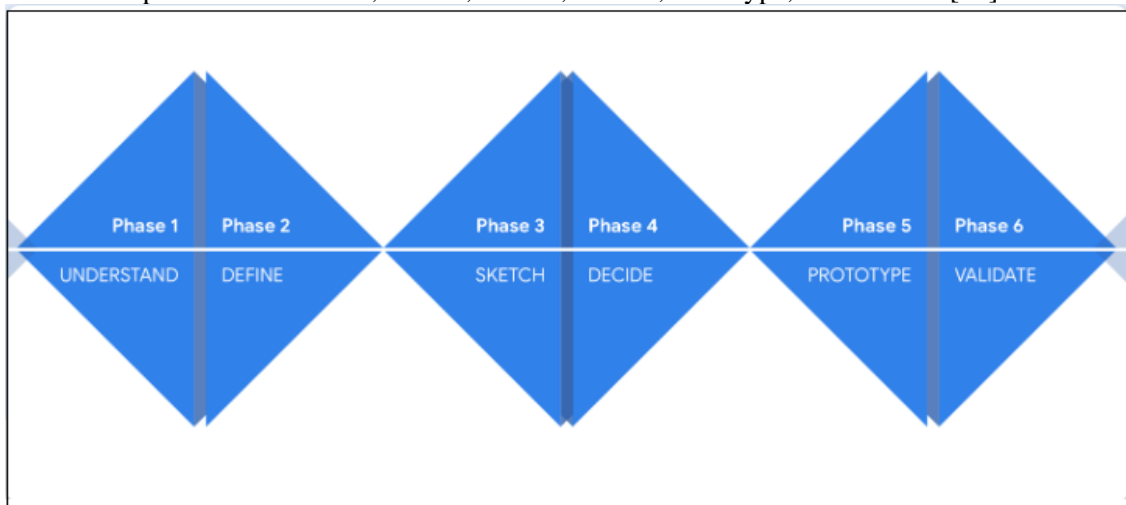 Phase 1 Phase 2 Phase 3 Phase 4 Phase 5 Phase 6
UNDERSTAND DEFINE SKETCH DECIDE PROTOTYPE VALIDATE